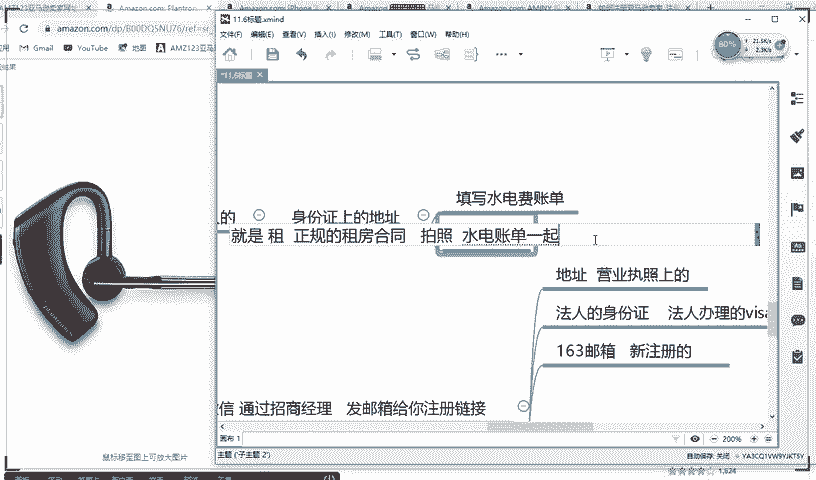 11.6标题.xmind
amazon.com/dp/B00DQSNU76/ref=sr_
文件(F) 编辑(E) 查看(V) 插入(I) 修改(M) 工具(T) 窗口(W) 帮助(H)
Gmail YouTube 地图 AMZ123亚马
80%
*11.6标题
填写水电费账单
人的 身份证上的地址
就是 租 正规的租房合同 拍照 水电账单一起
地址 营业执照上的
法人的身份证 法人办理的visa
163邮箱 新注册的
信 通过招商经理 发邮箱给你注册链接
画布 1
200%
鼠标移至图上可放大图片
主题 ('子主题 2')
自动保存: 关闭
YA3CQ1VW9YJKT5Y
1,824